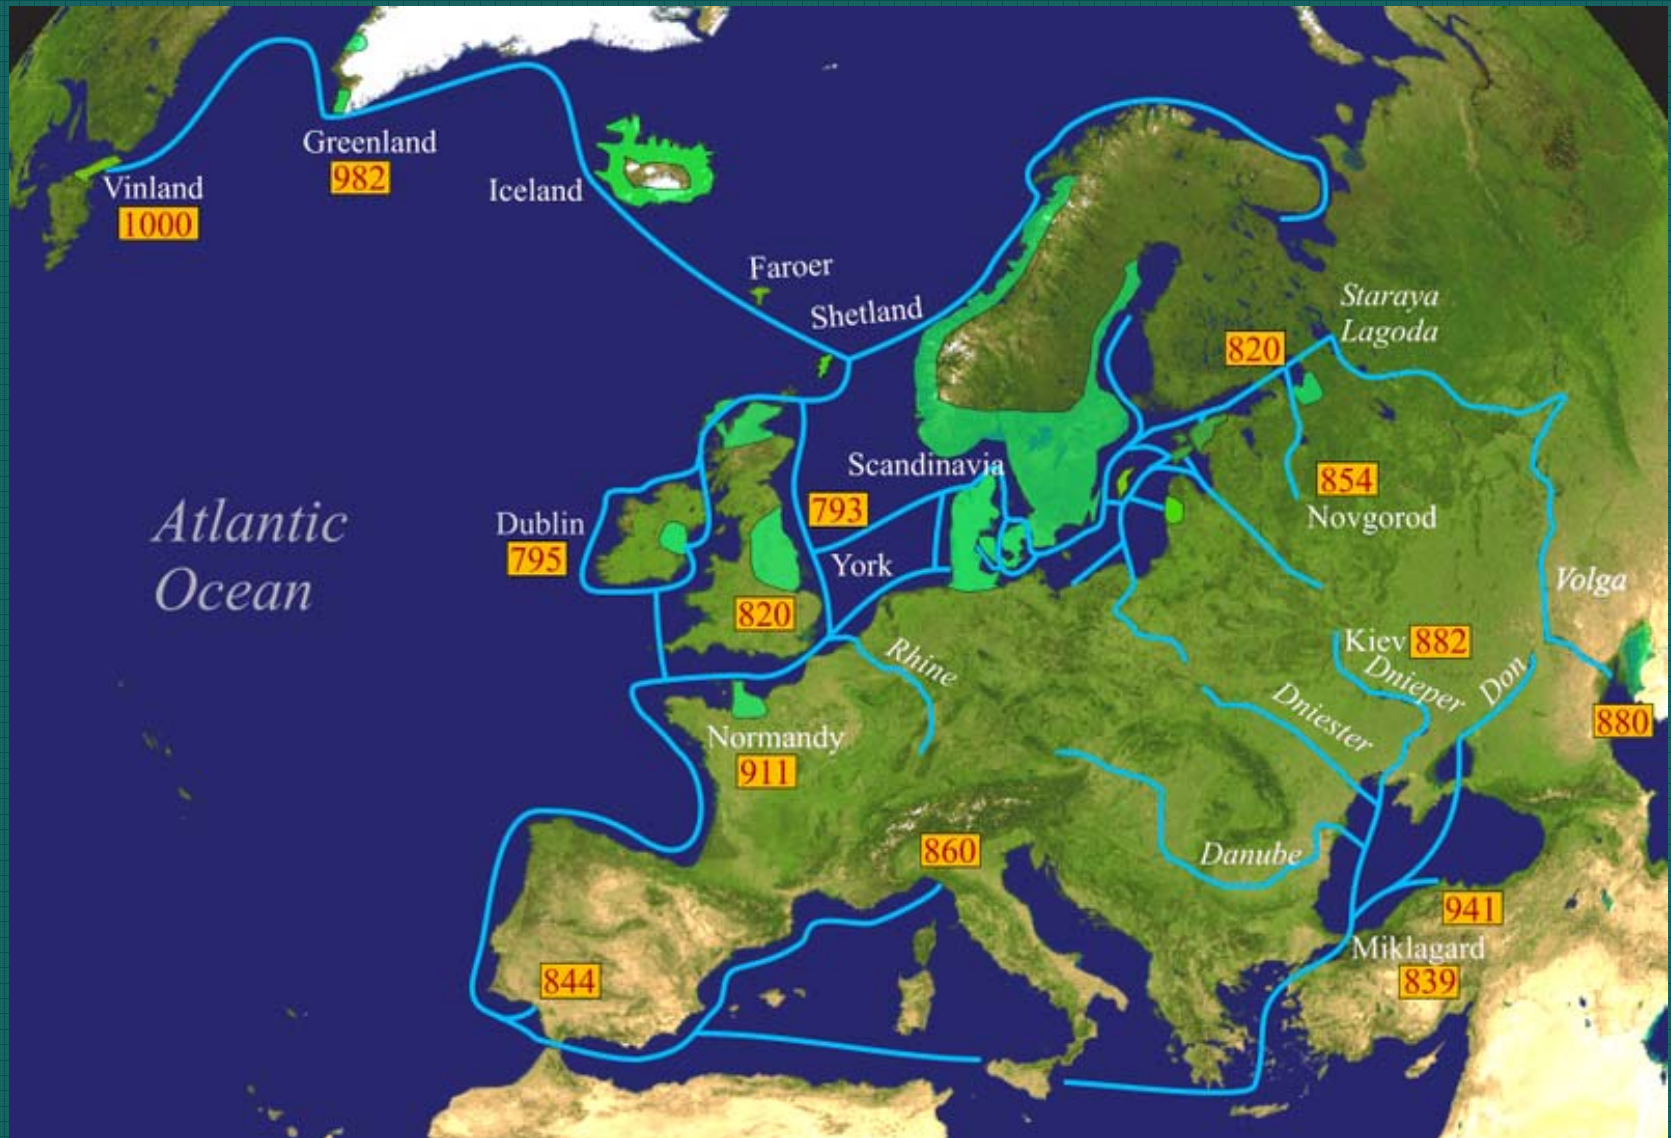 Greenland
982
Vinland
1000
Iceland
Faroer
Shetland
Staraya
Lagoda
820
Scandinavia
854
Novgorod
793
Dublin
795
York
Atlantic
Ocean
820
Volga
Kiev 882
Rhine
Dnieper
Don
Dniester
880
Normandy
911
860
Danube
941
Miklagard
839
844